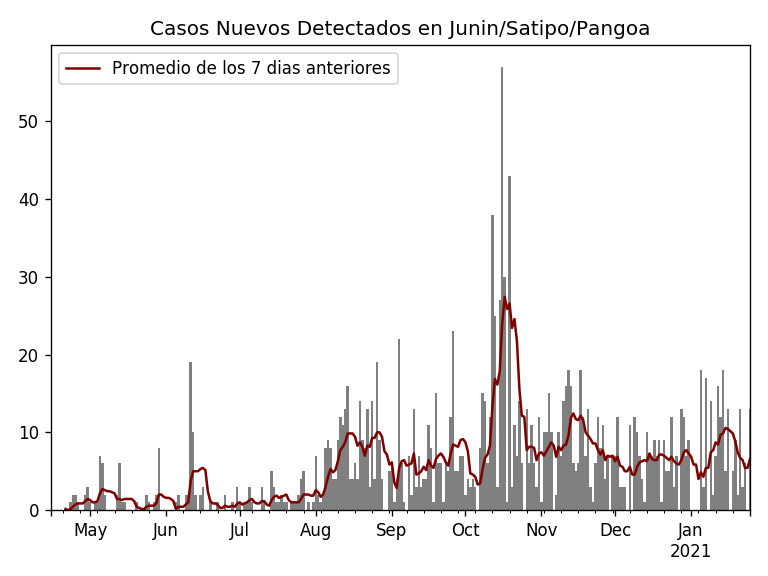 Casos Nuevos Detectados en Junin/Satipo/Pangoa
Promedio de los 7 dias anteriores
50
40
30
20
10
0
May Jun Jul Aug Sep Oct Nov Dec Jan
2021